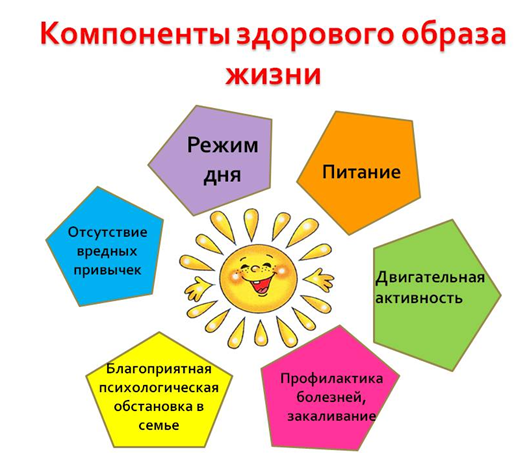 Компоненты здорового образа
жизни
Режим
дня
Питание
Отсутствие
вредных
привычек
Двигательная
активность
Благоприятная
психологическая
обстановка в
семье
Профилактика
болезней,
закаливание